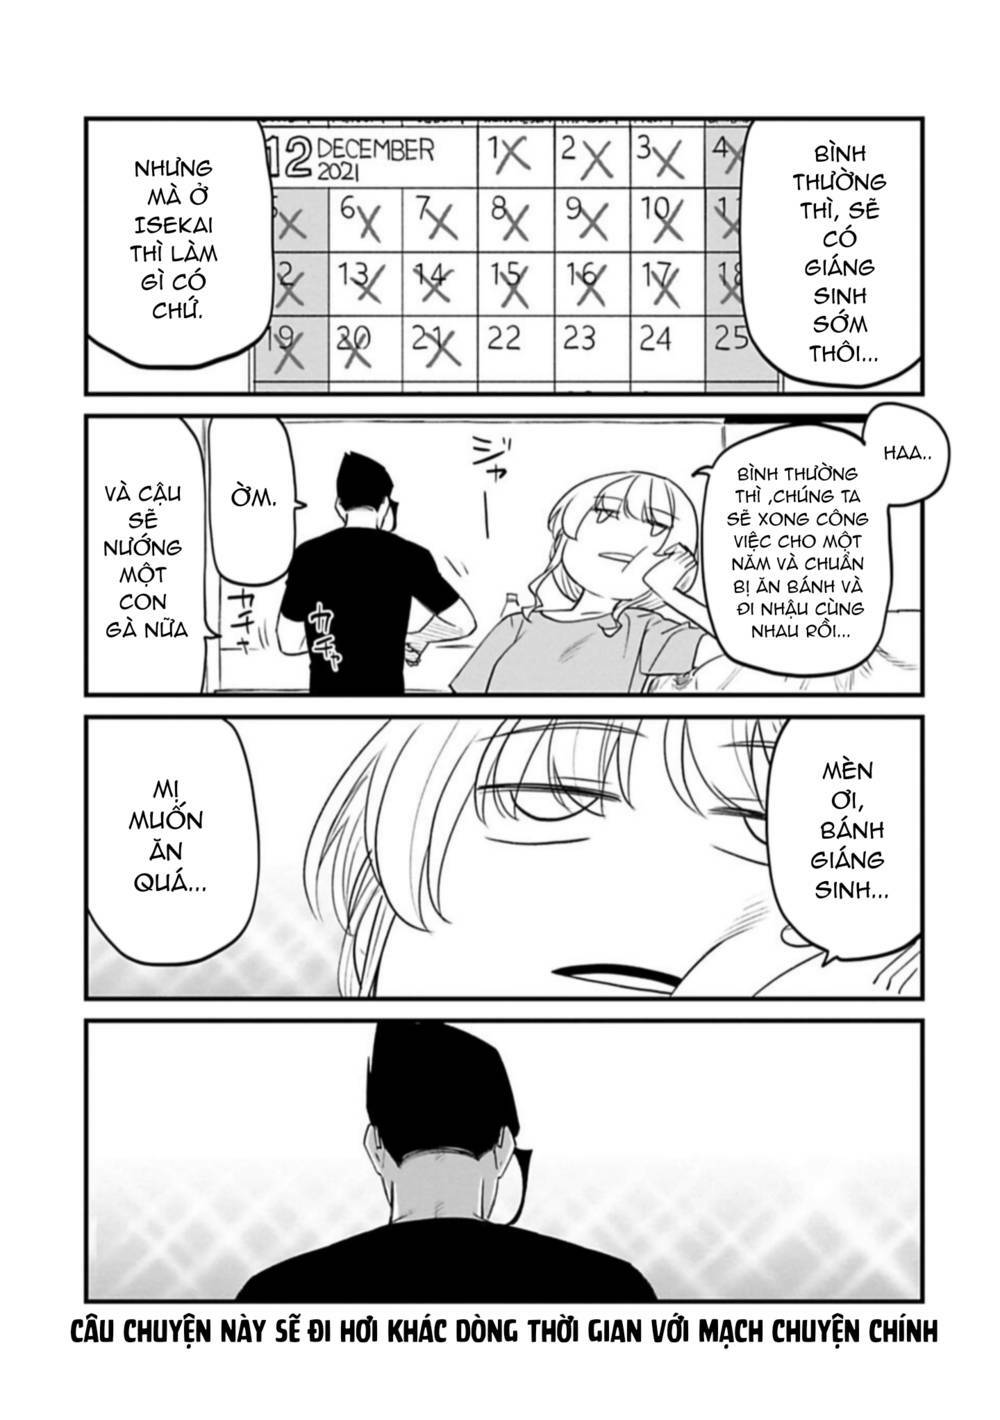 BÌNH
THƯỜNG
THÌ, SẼ
CÓ
GIÁNG
SINH
SỚM
THÔI...
12 DECEMBER
2021
1 2 3 4
5 6 7 8 9 10 11
12 13 14 15 16 17 18
19 20 21 22 23 24 25
NHƯNG
MÀ Ở
ISEKAI
THÌ LÀM
GÌ CÓ
CHỨ.
HAA..
BÌNH THƯỜNG
THÌ ,CHÚNG TA
SẼ XONG CÔNG
VIỆC CHO MỘT
NĂM VÀ CHUẨN
BỊ ĂN BÁNH VÀ
ĐI NHẬU CÙNG
NHAU RỒI...
ジー
ỜM.
カチャ
カチャ
VÀ CẬU
SẼ
NƯỚNG
MỘT
CON
GÀ NỮA
MÈN
ƠI,
BÁNH
GIÁNG
SINH...
MỊ
MUỐN
ĂN
QUÁ...
CÂU CHUYỆN NÀY SẼ ĐI HƠI KHÁC DÒNG THỜI GIAN VỚI MẠCH CHUYỆN CHÍNH